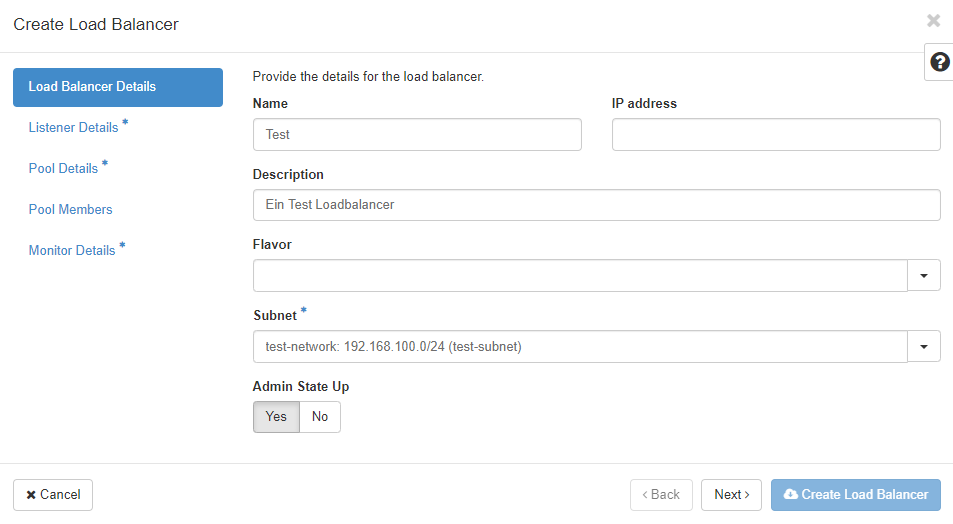 Create Load Balancer
Load Balancer Details
Listener Details *
Pool Details *
Pool Members
Monitor Details *
Provide the details for the load balancer.
Name
Test
IP address
Description
Ein Test Loadbalancer
Flavor
Subnet *
test-network: 192.168.100.0/24 (test-subnet)
Admin State Up
Yes No
× Cancel
‹ Back Next › Create Load Balancer